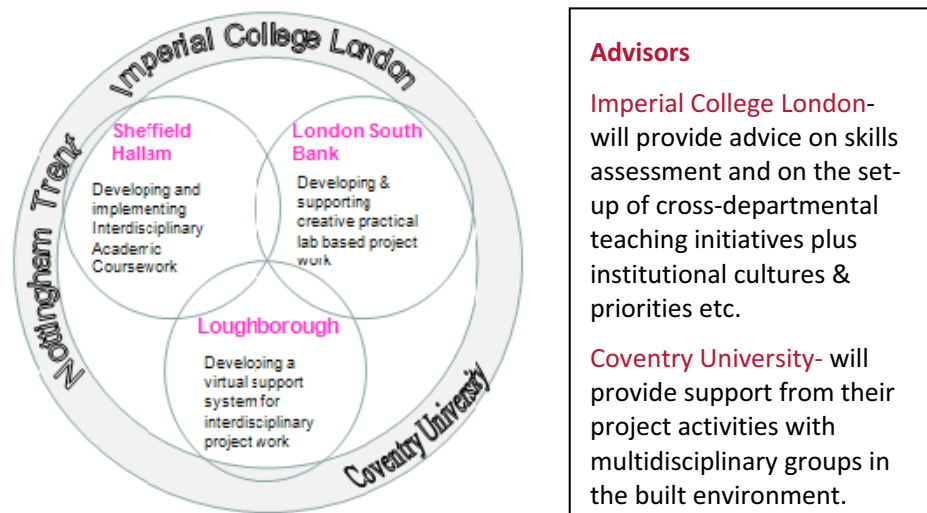 Imperial College London
Nottingham Trent
Sheffield
Hallam
Developing and
implementing
Interdisciplinary
Academic
Coursework
London South
Bank
Developing &
supporting
creative practical
lab based project
work
Loughborough
Developing a
virtual support
system for
interdisciplinary
project work
Coventry University
Advisors
Imperial College London-
will provide advice on skills
assessment and on the set-
up of cross-departmental
teaching initiatives plus
institutional cultures &
priorities etc.
Coventry University- will
provide support from their
project activities with
multidisciplinary groups in
the built environment.